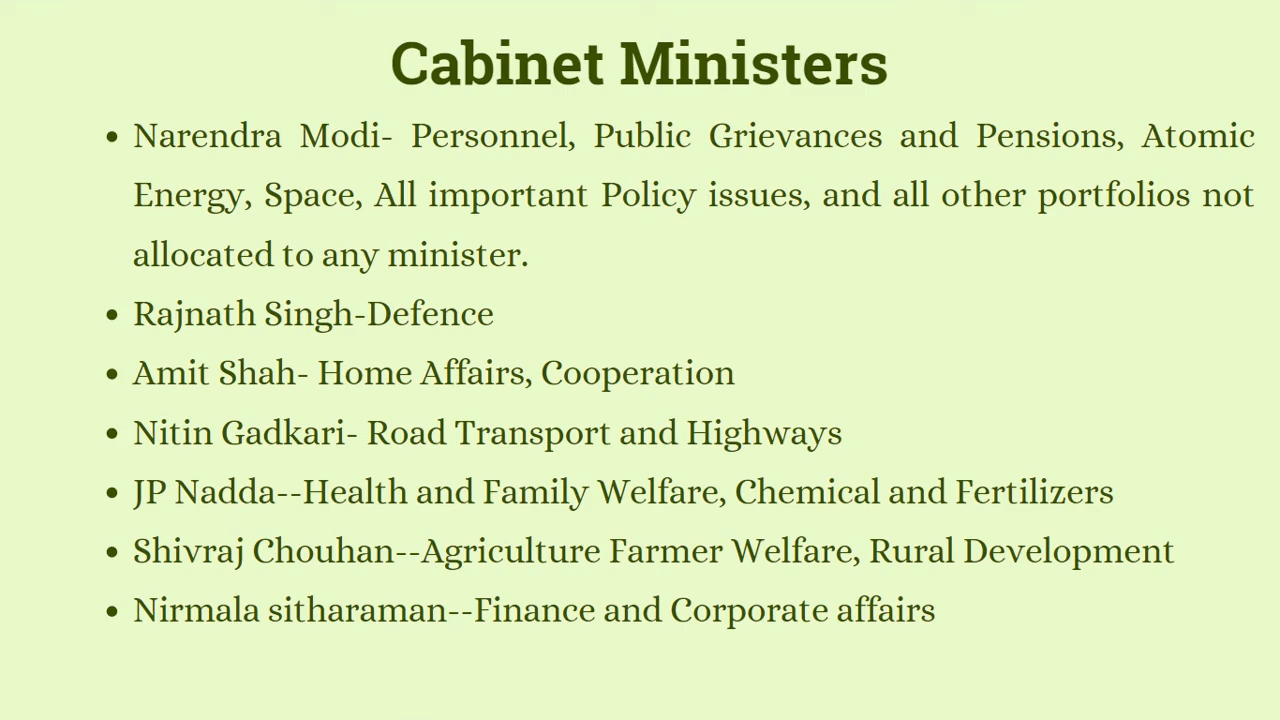 Cabinet Ministers
• Narendra Modi- Personnel, Public Grievances and Pensions, Atomic
Energy, Space, All important Policy issues, and all other portfolios not
allocated to any minister.
• Rajnath Singh-Defence
• Amit Shah- Home Affairs, Cooperation
• Nitin Gadkari- Road Transport and Highways
• JP Nadda--Health and Family Welfare, Chemical and Fertilizers
• Shivraj Chouhan--Agriculture Farmer Welfare, Rural Development
• Nirmala sitharaman--Finance and Corporate affairs